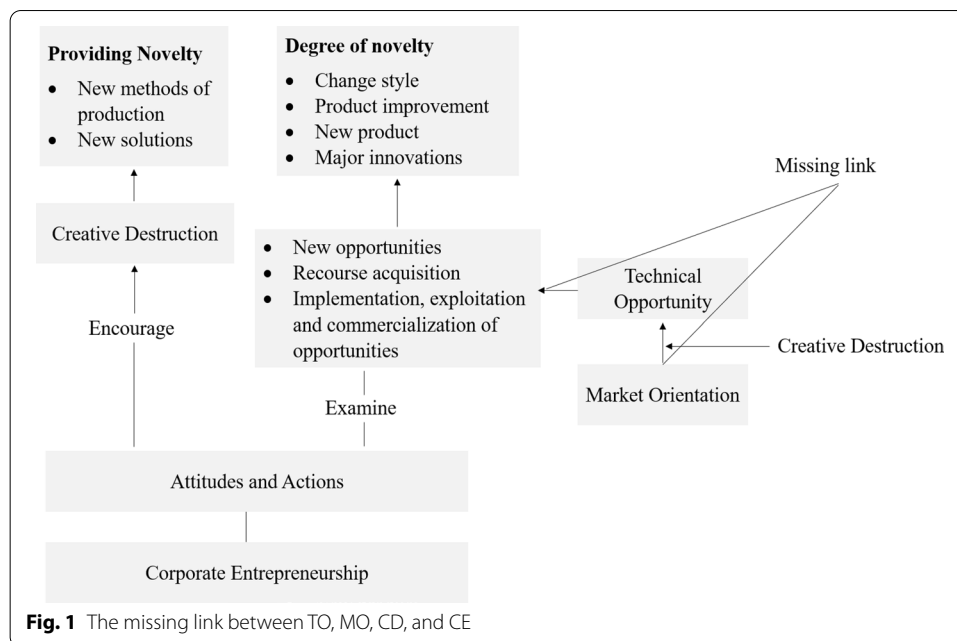 Providing Novelty
• New methods of
production
• New solutions
Degree of novelty
• Change style
• Product improvement
• New product
• Major innovations
Missing link
Creative Destruction
• New opportunities
• Recourse acquisition
• Implementation, exploitation
and commercialization of
opportunities
Technical
Opportunity
Encourage
Creative Destruction
Market Orientation
Examine
Attitudes and Actions
Corporate Entrepreneurship
Fig. 1 The missing link between TO, MO, CD, and CE